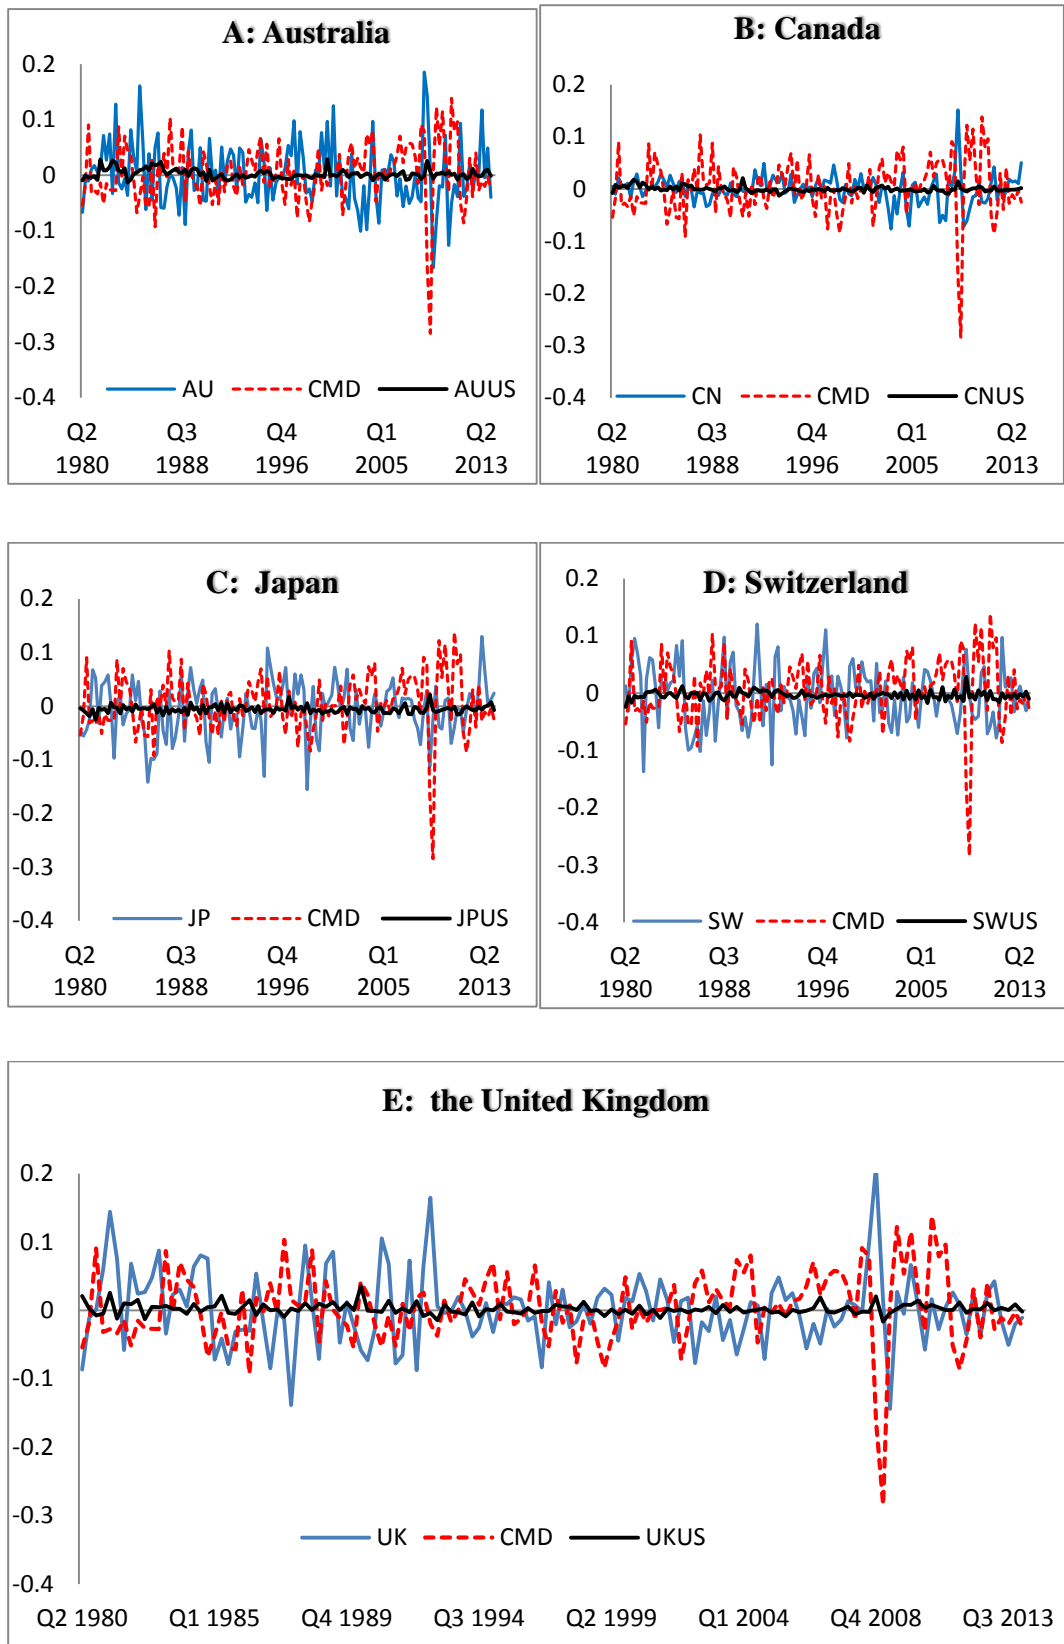 A: Australia
0.2
0.1
0
-0.1
-0.2
-0.3
-0.4
AU CMD AUUS
Q2 Q3 Q4 Q1 Q2
1980 1988 1996 2005 2013
B: Canada
0.2
0.1
0
-0.1
-0.2
-0.3
-0.4
CN CMD CNUS
Q2 Q3 Q4 Q1 Q2
1980 1988 1996 2005 2013
C: Japan
0.2
0.1
0
-0.1
-0.2
-0.3
-0.4
JP CMD JPUS
Q2 Q3 Q4 Q1 Q2
1980 1988 1996 2005 2013
D: Switzerland
0.2
0.1
0
-0.1
-0.2
-0.3
-0.4
SW CMD SWUS
Q2 Q3 Q4 Q1 Q2
1980 1988 1996 2005 2013
E: the United Kingdom
0.2
0.1
0
-0.1
-0.2
-0.3
-0.4
UK CMD UKUS
Q2 1980 Q1 1985 Q4 1989 Q3 1994 Q2 1999 Q1 2004 Q4 2008 Q3 2013